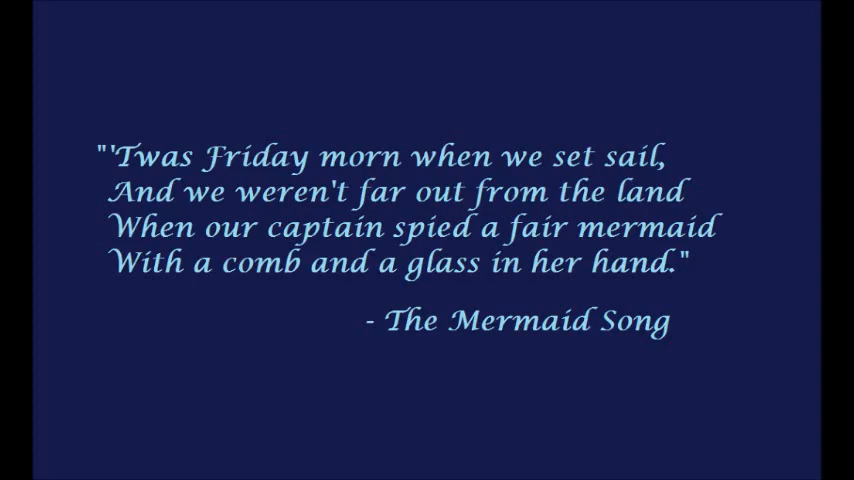 "'Twas Friday morn when we set sail,
And we weren't far out from the land
When our captain spied a fair mermaid
With a comb and a glass in her hand."
- The Mermaid Song